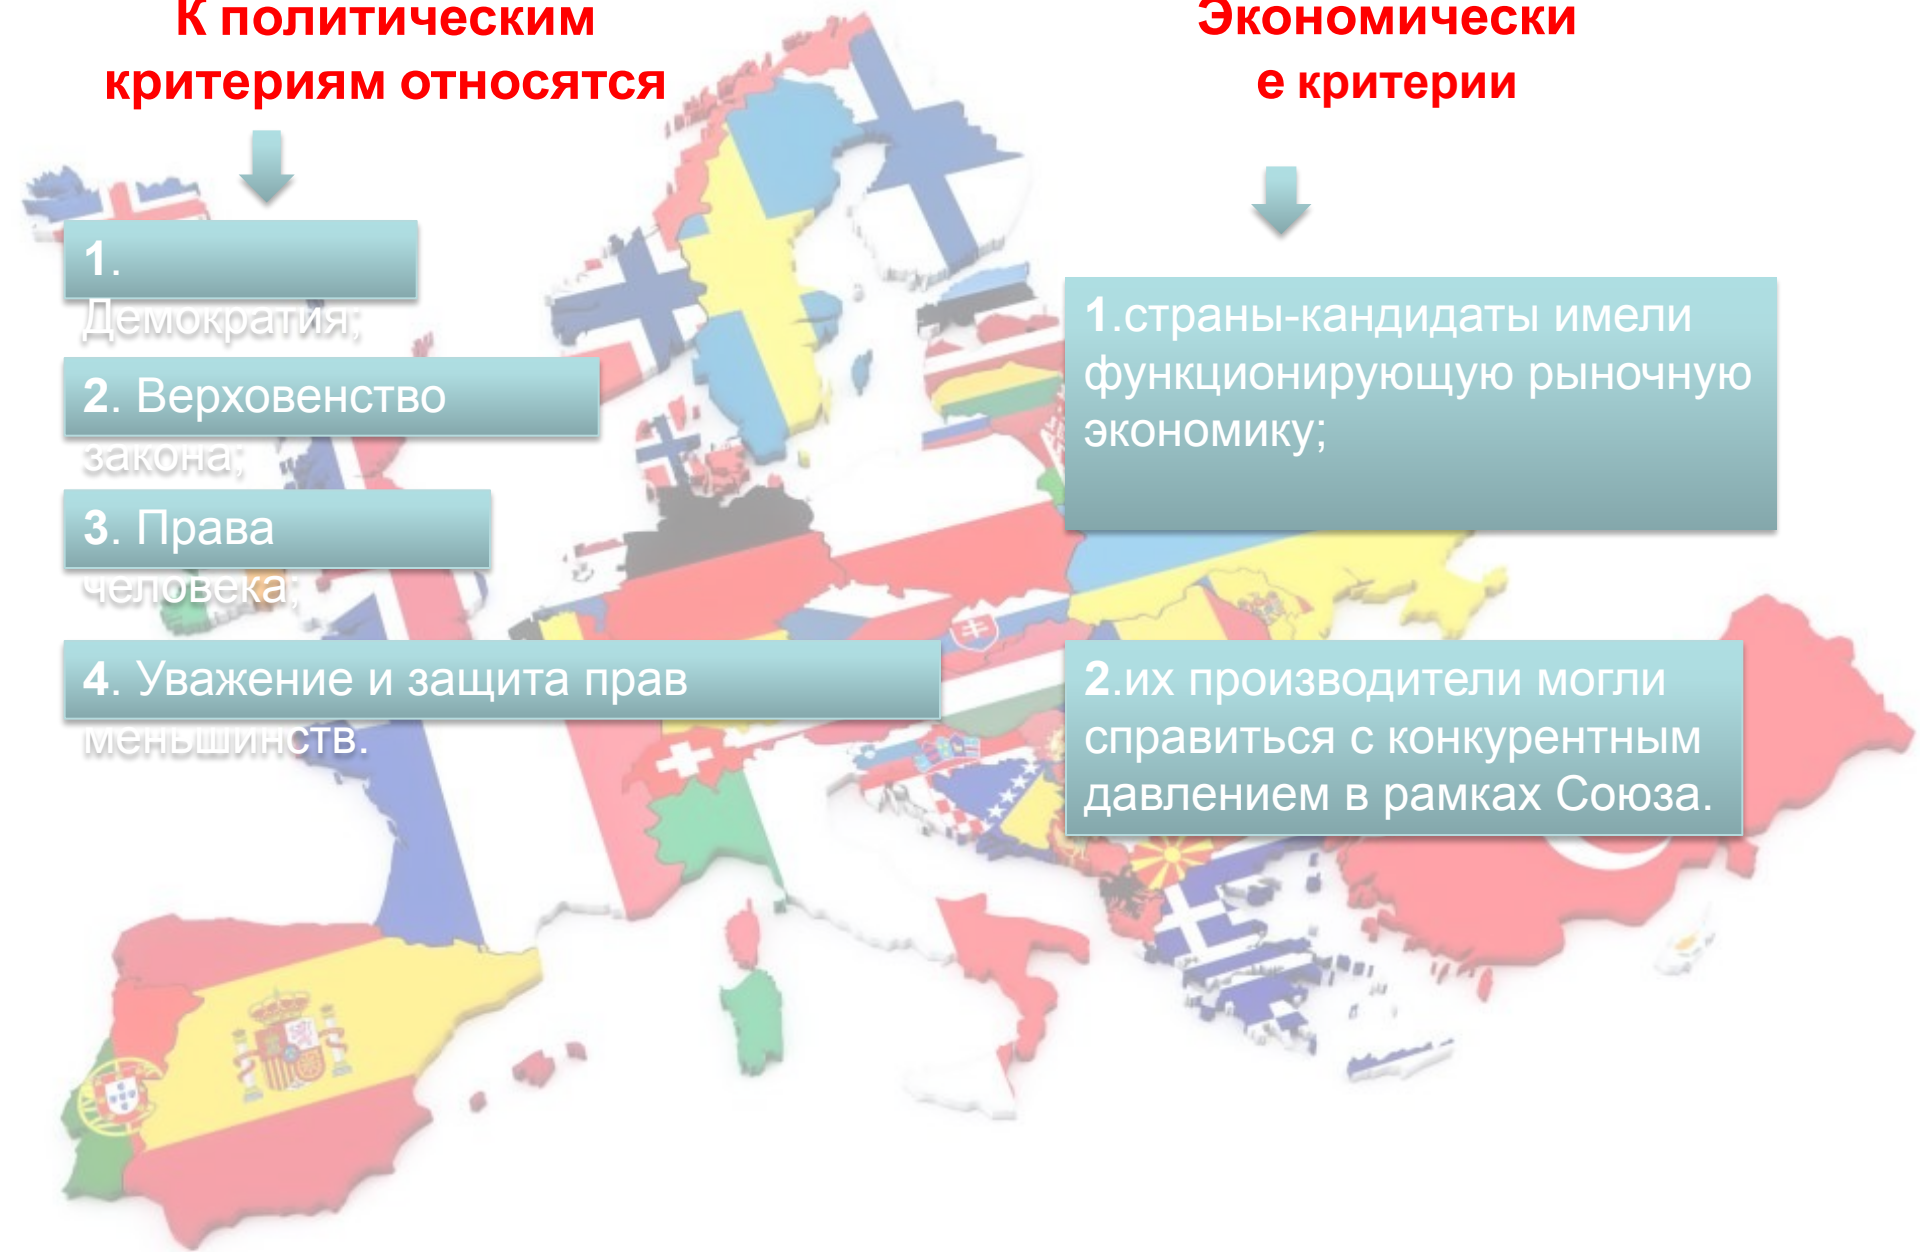 К политическим
критериям относятся
1.
Демократия;
2. Верховенство
закона;
3. Права
человека;
4. Уважение и защита прав
меньшинств.
Экономически
е критерии
1.страны-кандидаты имели
функционирующую рыночную
экономику;
2.их производители могли
справиться с конкурентным
давлением в рамках Союза.